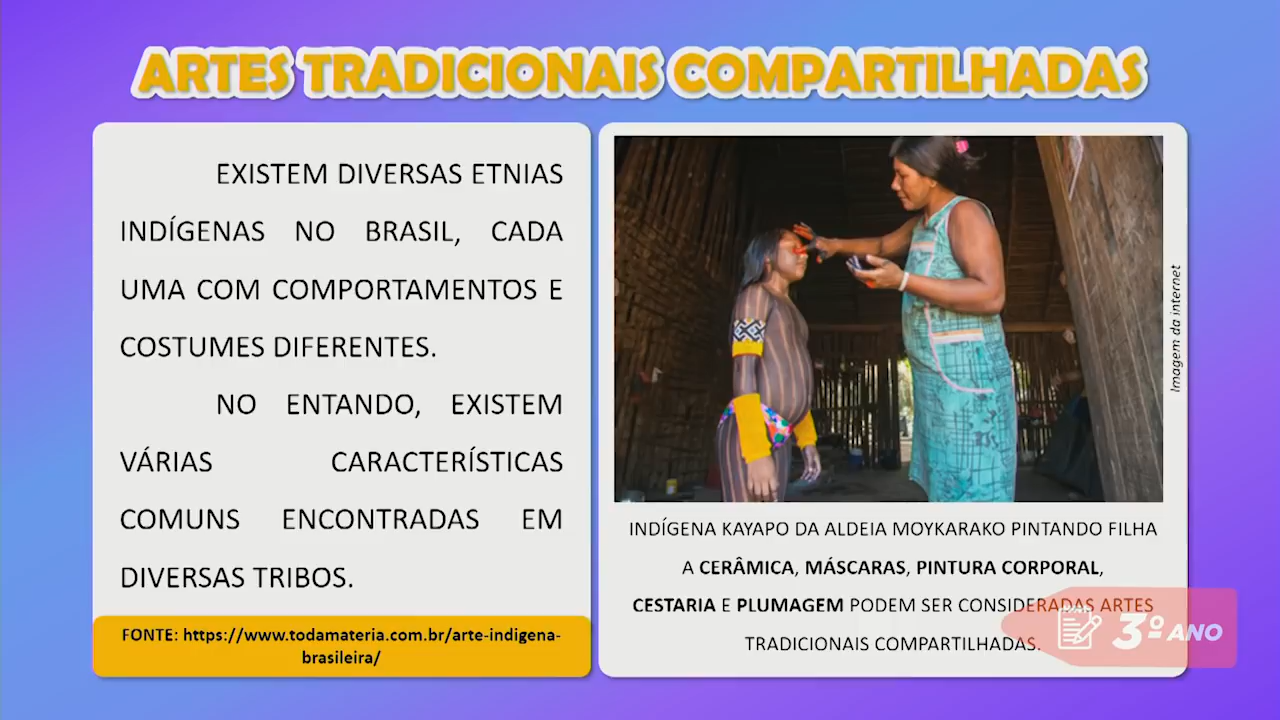 ARTES TRADICIONAIS COMPARTILHADAS
EXISTEM DIVERSAS ETNIAS
INDÍGENAS NO BRASIL, CADA
UMA COM COMPORTAMENTOS E
COSTUMES DIFERENTES.
NO ENTANDO, EXISTEM
VÁRIAS CARACTERÍSTICAS
COMUNS ENCONTRADAS EM
DIVERSAS TRIBOS.
FONTE: https://www.todamateria.com.br/arte-indigena-
brasileira/
Imagem da internet
INDÍGENA KAYAPO DA ALDEIA MOYKARAKO PINTANDO FILHA
A CERÂMICA, MÁSCARAS, PINTURA CORPORAL,
CESTARIA E PLUMAGEM PODEM SER CONSIDERADAS ARTES
TRADICIONAIS COMPARTILHADAS.
3º ANO